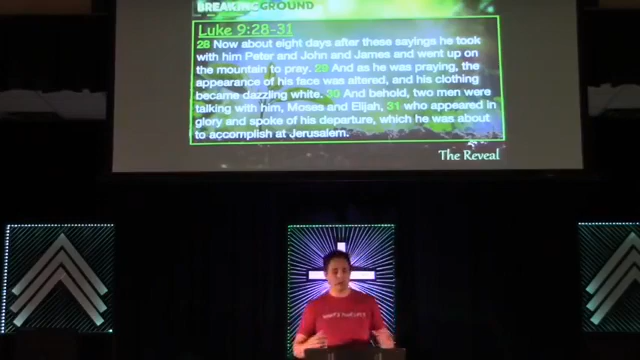 BREAKINGGROUND
Luke 9:28-31
28 Now about eight days after these sayings he took
with him Peter and John and James and went up on
the mountain to pray. 29 And as he was praying, the
appearance of his face was altered, and his clothing
became dazzling white. 30 And behold, two men were
talking with him, Moses and Elijah, 31 who appeared in
glory and spoke of his departure, which he was about
to accomplish at Jerusalem.
The Reveal